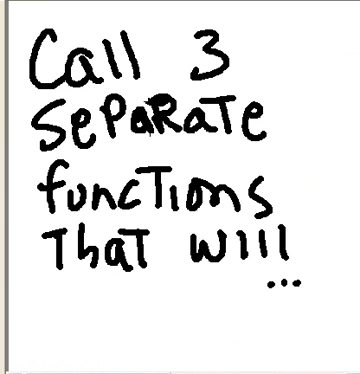 Call 3
separate
functions
that will
...